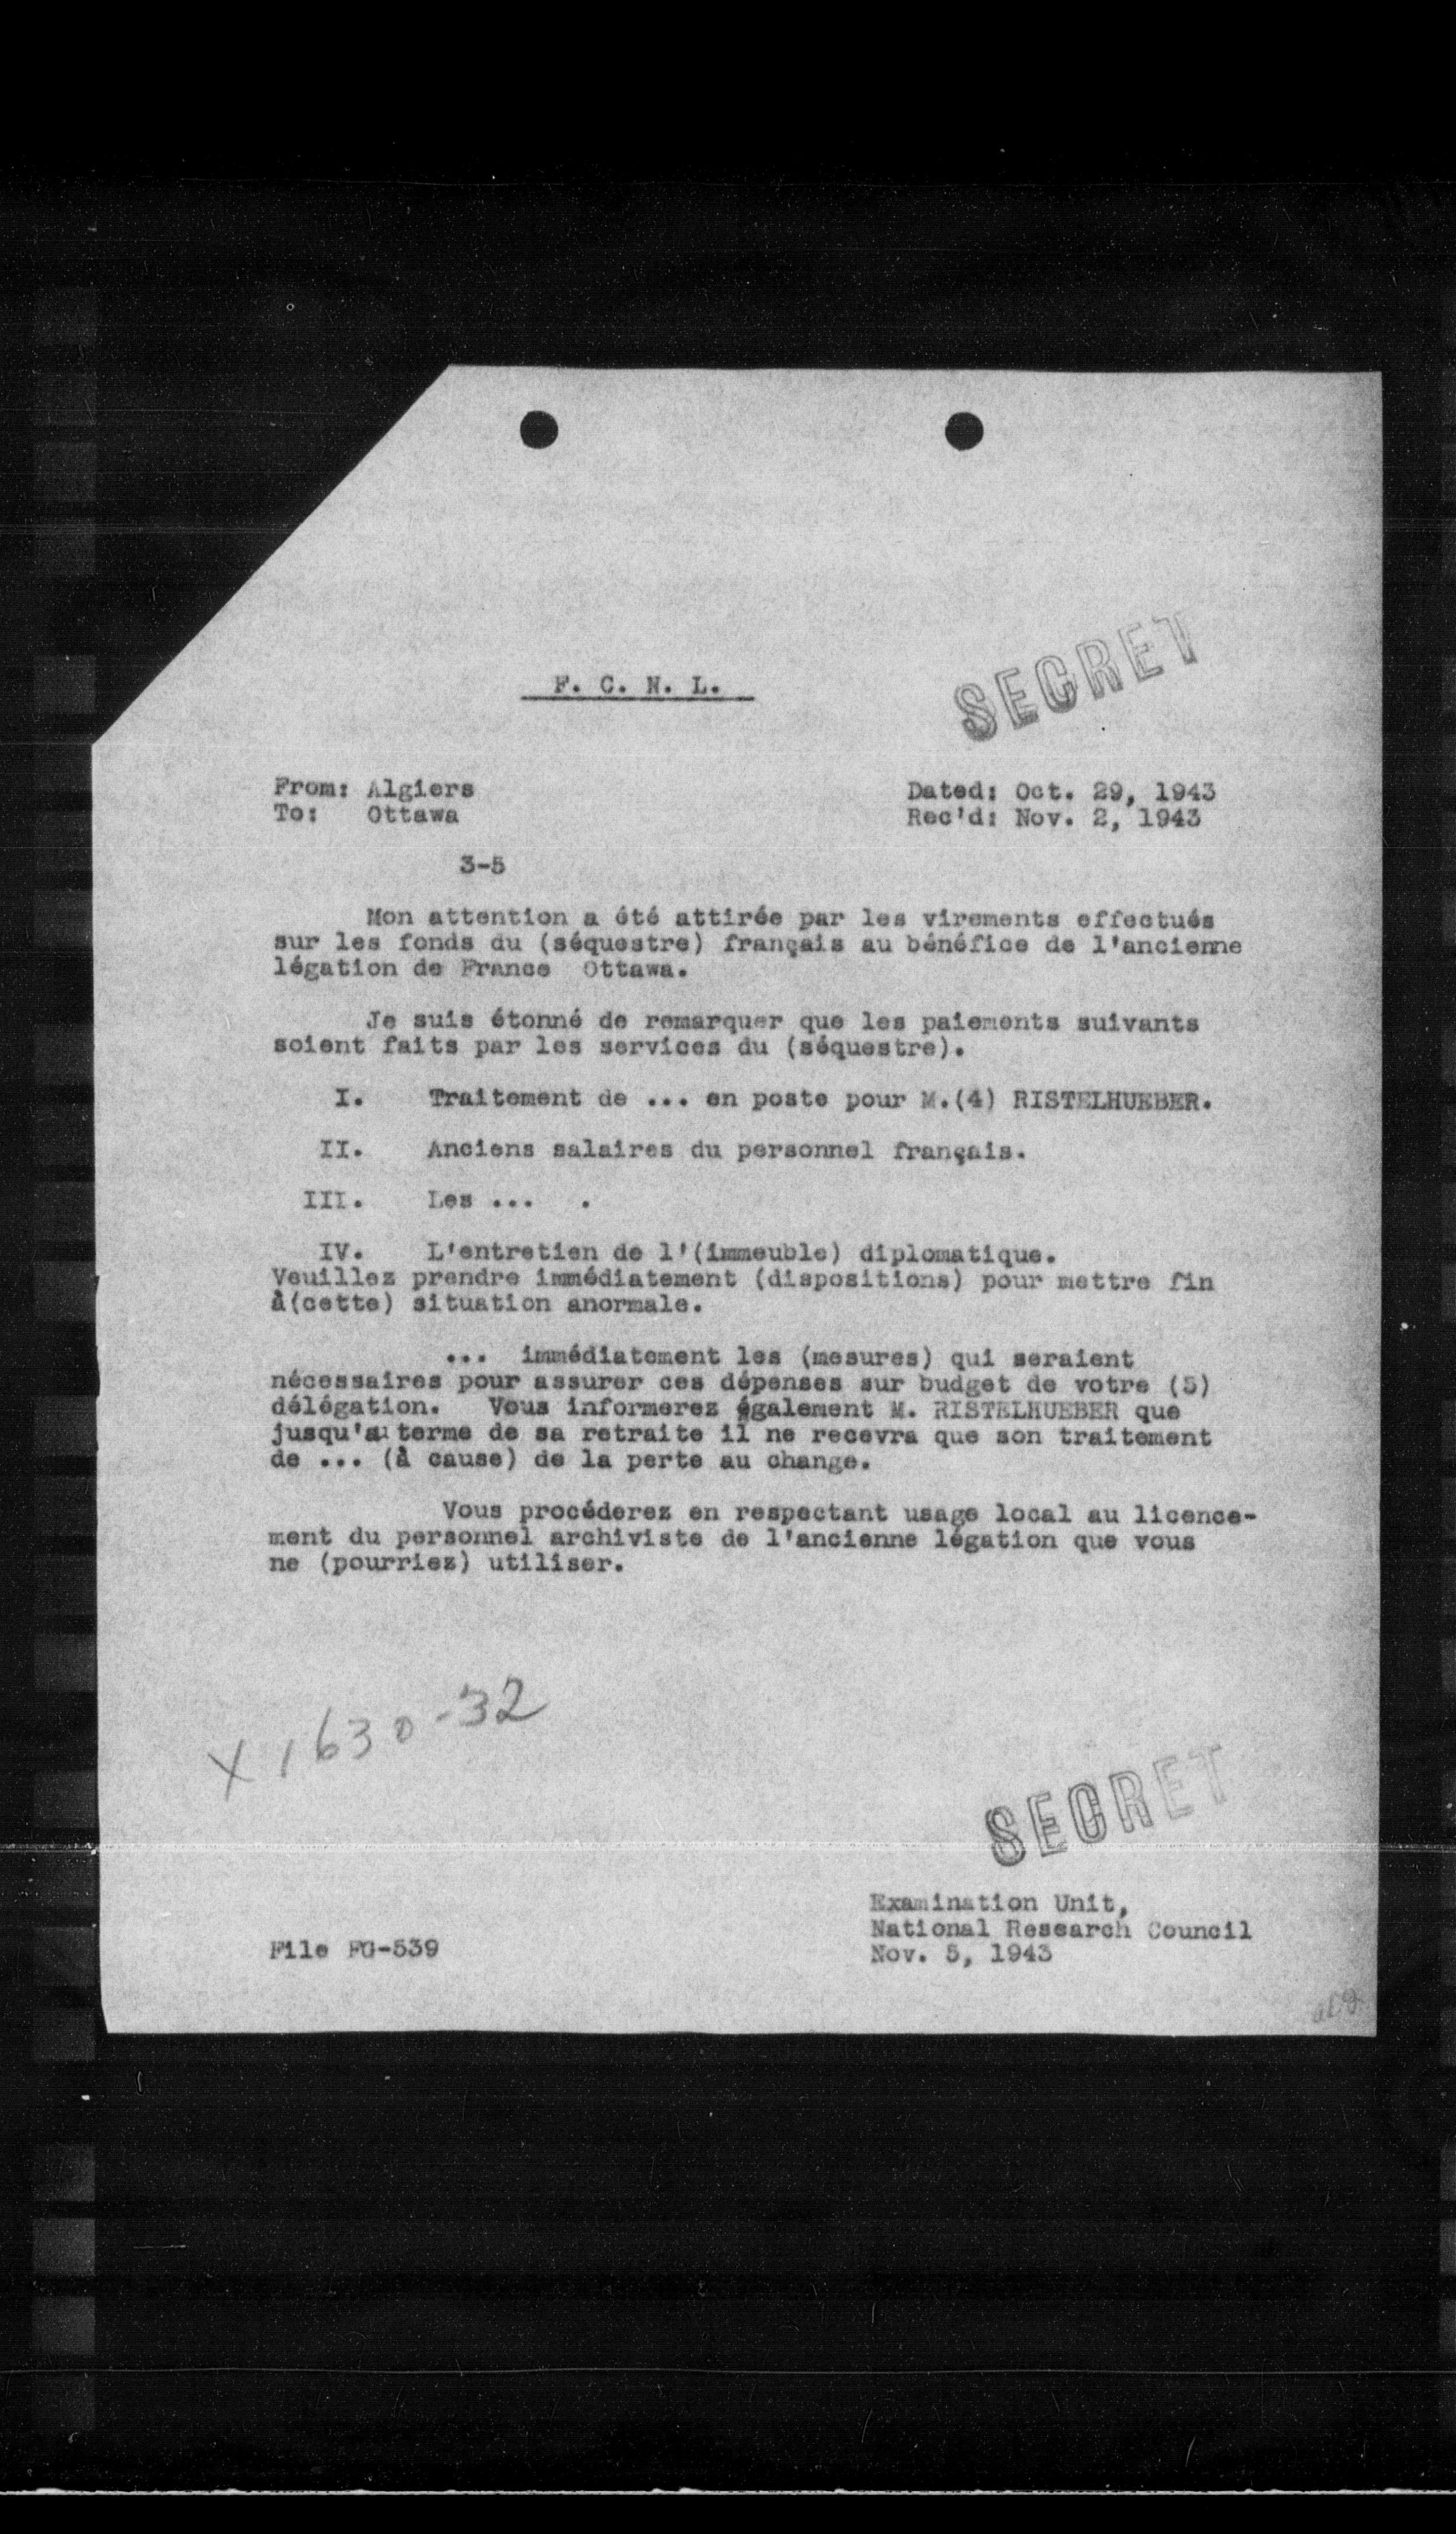 F. C. N. L.
SECRET
From: Algiers
Dated: Oct. 29, 1943
To: Ottawa
Rec'd: Nov. 2, 1943
3-5
Mon attention a été attirée par les virements effectués
sur les fonds du (séquestre) français au bénéfice de l'ancienne
légation de France Ottawa.
Je suis étonné de remarquer que les paiements suivants
soient faits par les services du (séquestre).
I. Traitement de ... en poste pour M.(4) RISTELHUEBER.
II. Anciens salaires du personnel français.
III. Les ... .
IV. L'entretien de l'(immeuble) diplomatique.
Veuillez prendre immédiatement (dispositions) pour mettre fin
à(cette) situation anormale.
... immédiatement les (mesures) qui seraient
nécessaires pour assurer ces dépenses sur budget de votre (5)
délégation. Vous informerez également M. RISTELHUEBER que
jusqu'au terme de sa retraite il ne recevra que son traitement
de ... (à cause) de la perte au change.
Vous procéderez en respectant usage local au licence-
ment du personnel archiviste de l'ancienne légation que vous
ne (pourriez) utiliser.
X 1630-32
SECRET
Examination Unit,
National Research Council
File FG-539
Nov. 5, 1943